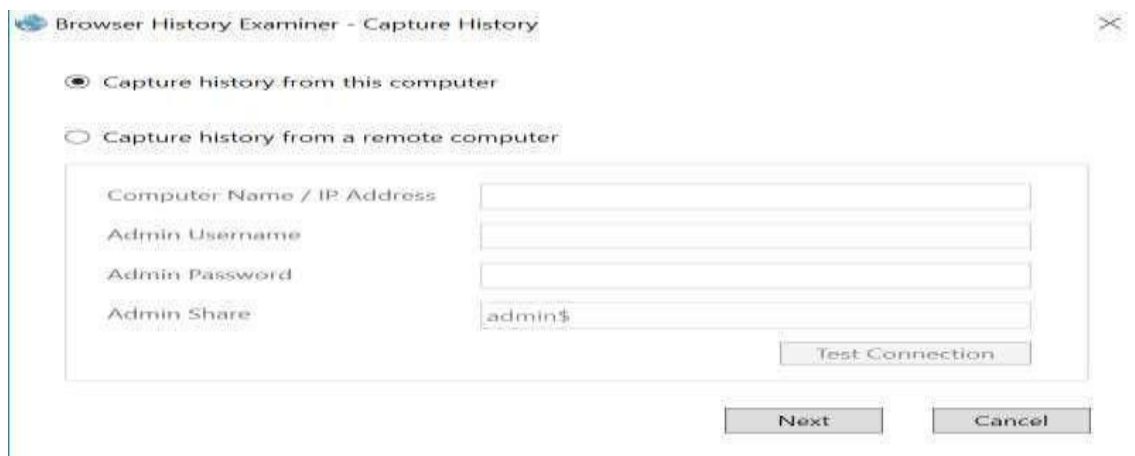 Browser History Examiner - Capture History
Capture history from this computer
Capture history from a remote computer
Computer Name / IP Address
Admin Username
Admin Password
Admin Share admin$
Test Connection
Next Cancel